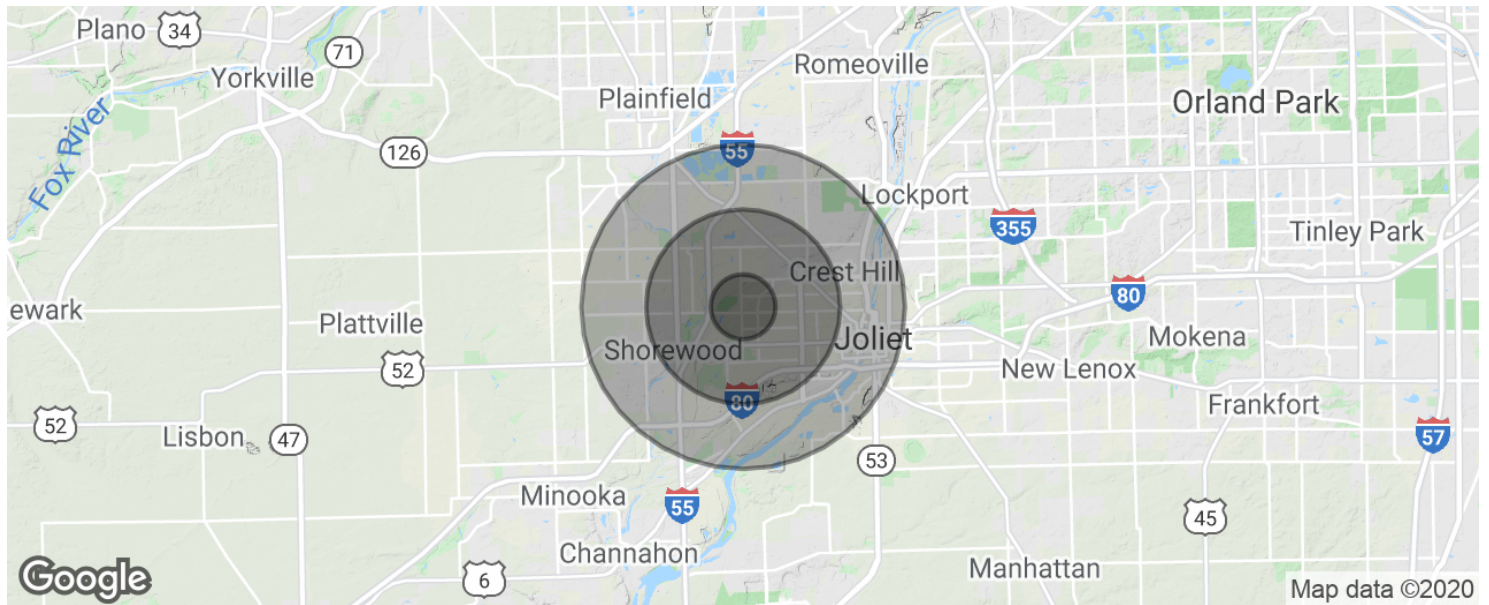 Plano
34
71
Yorkville
Romeoville
Plainfield
Orland Park
Fox River
126
55
Lockport
355
Tinley Park
Crest Hill
80
ewark
Plattville
Joliet
Mokena
Shorewood
52
New Lenox
80
Frankfort
52
Lisbon
47
57
53
Minooka
55
45
Channahon
6
Manhattan
Google
Map data ©2020